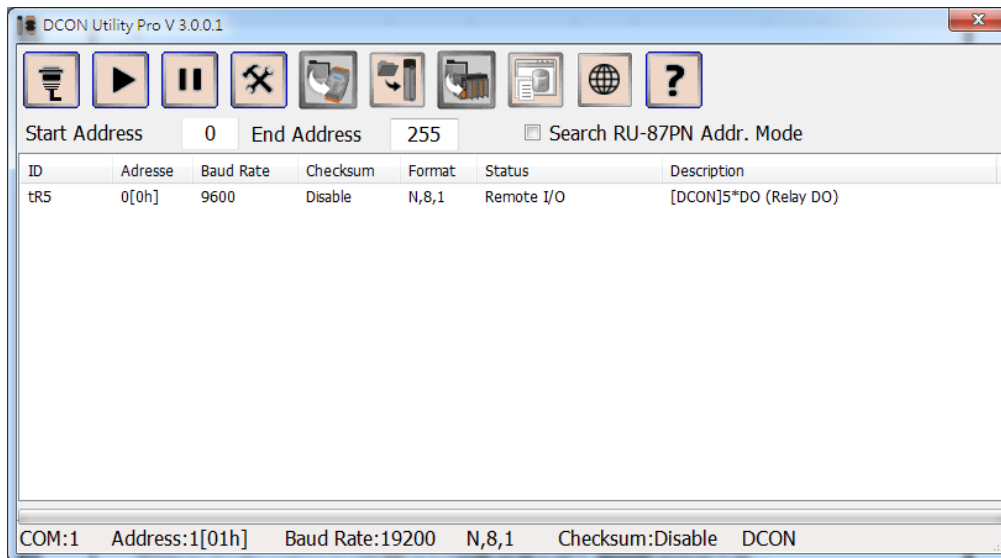 DCON Utility Pro V 3.0.0.1
Start Address 0 End Address 255 Search RU-87PN Addr. Mode
ID Adresse Baud Rate Checksum Format Status Description
tR5 0[0h] 9600 Disable N,8,1 Remote I/O [DCON]5*DO (Relay DO)
COM:1 Address:1[01h] Baud Rate:19200 N,8,1 Checksum:Disable DCON